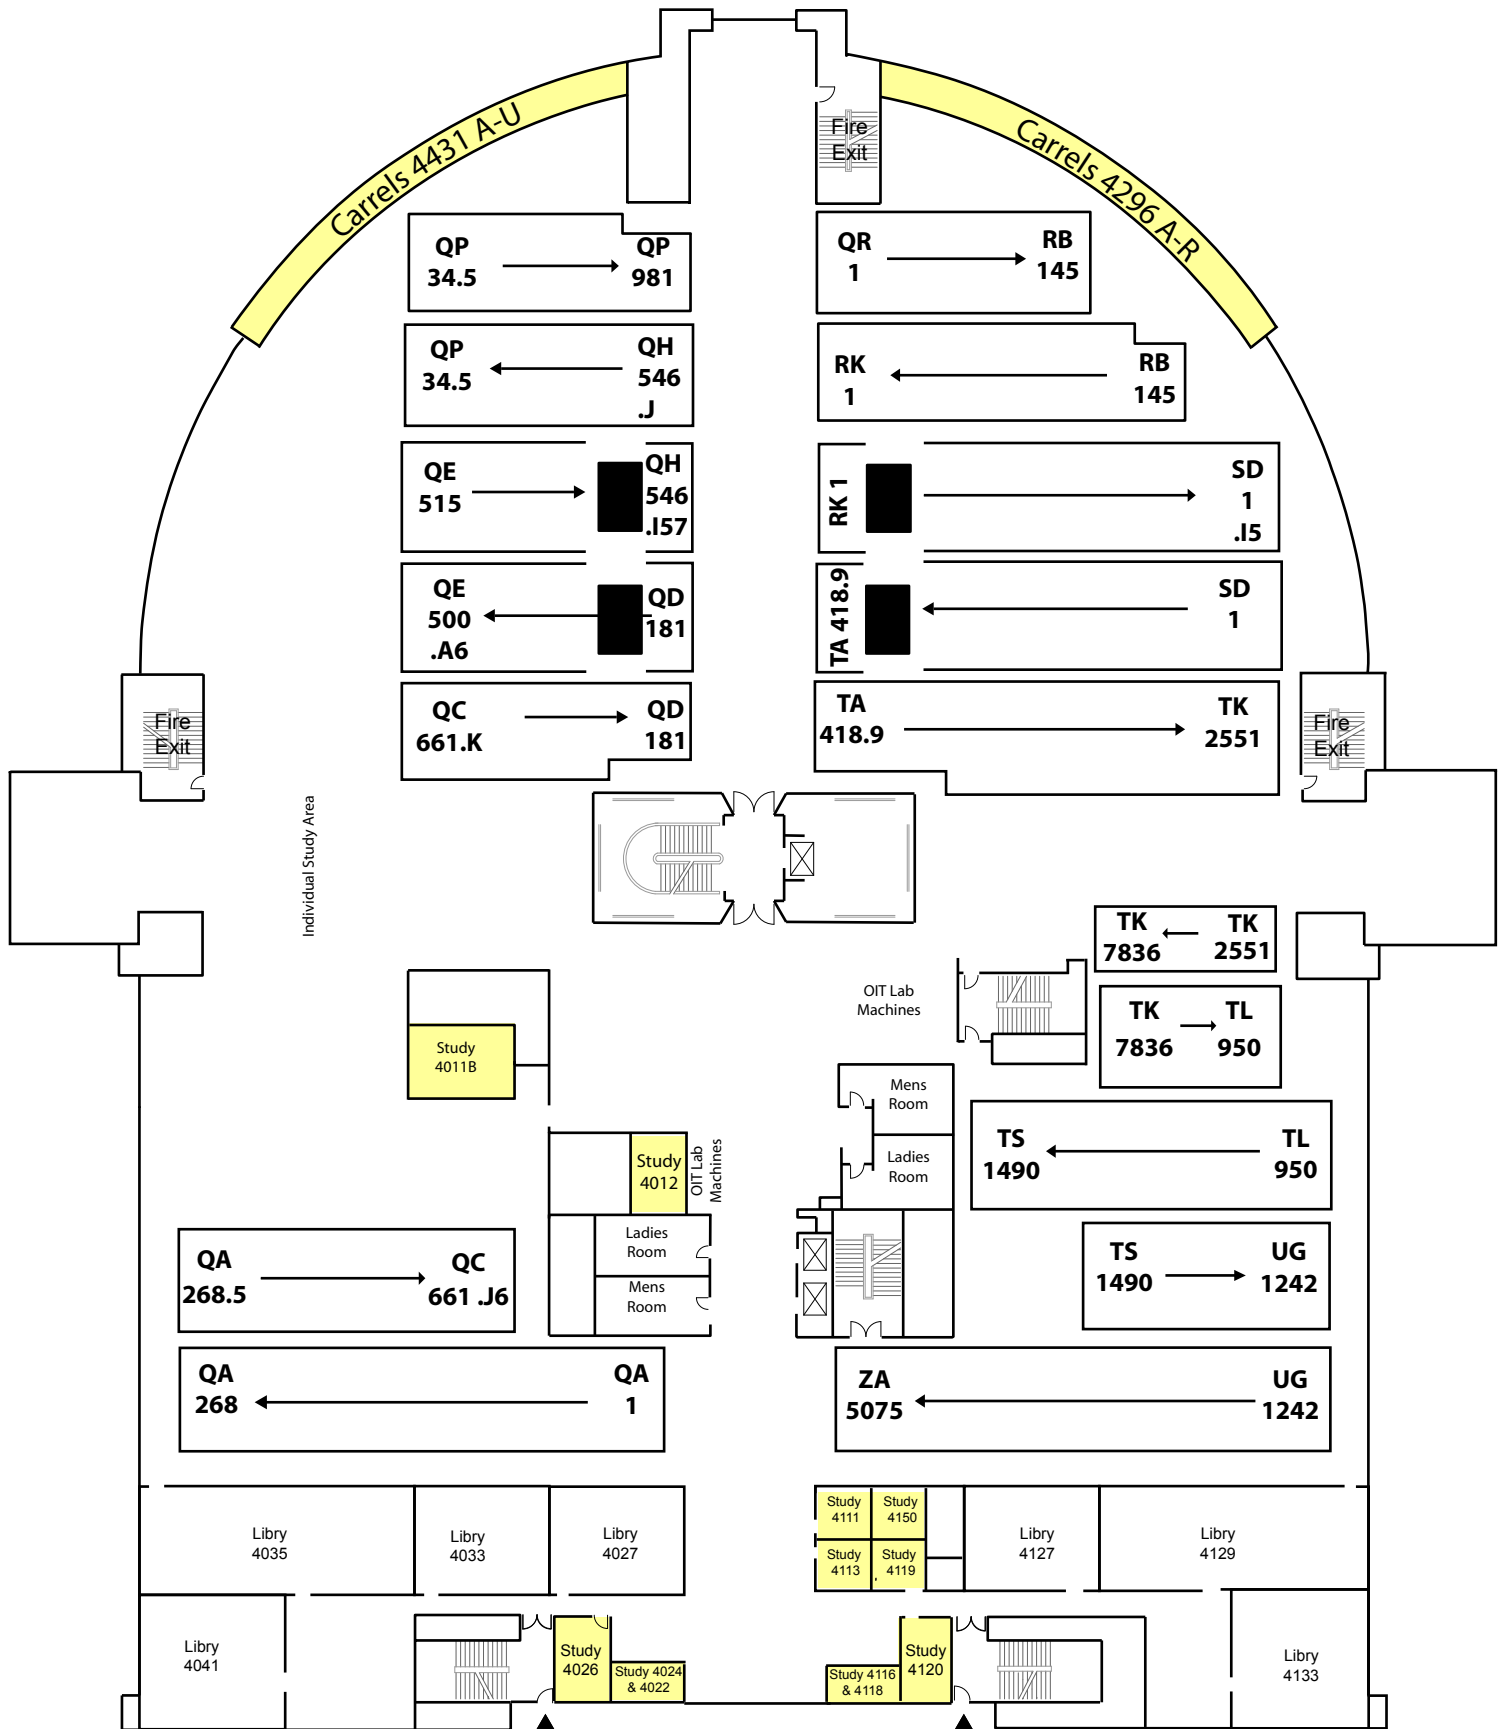 Carrels 4431 A-U
Carrels 4296 A-R
Fire
Exit
QP
34.5
QP
981
QR
1
RB
145
QP
34.5
QH
546
.J
RK
1
RB
145
QE
515
QH
546
.I57
RK 1
SD
1
.I5
QE
500
.A6
QD
181
TA 418.9
SD
1
QC
661.K
QD
181
TA
418.9
TK
2551
Fire
Exit
Fire
Exit
Individual Study Area
TK
7836
TK
2551
OIT Lab
Machines
TK
7836
TL
950
Study
4011B
Mens
Room
Ladies
Room
TS
1490
TL
950
Study
4012
OIT Lab
Machines
Ladies
Room
Mens
Room
QA
268.5
QC
661 .J6
TS
1490
UG
1242
QA
268
QA
1
ZA
5075
UG
1242
Libry
4035
Libry
4033
Libry
4027
Study
4111
Study
4150
Study
4113
Study
4119
Libry
4127
Libry
4129
Libry
4041
Study
4026
Study 4024
& 4022
Study 4116
& 4118
Study
4120
Libry
4133